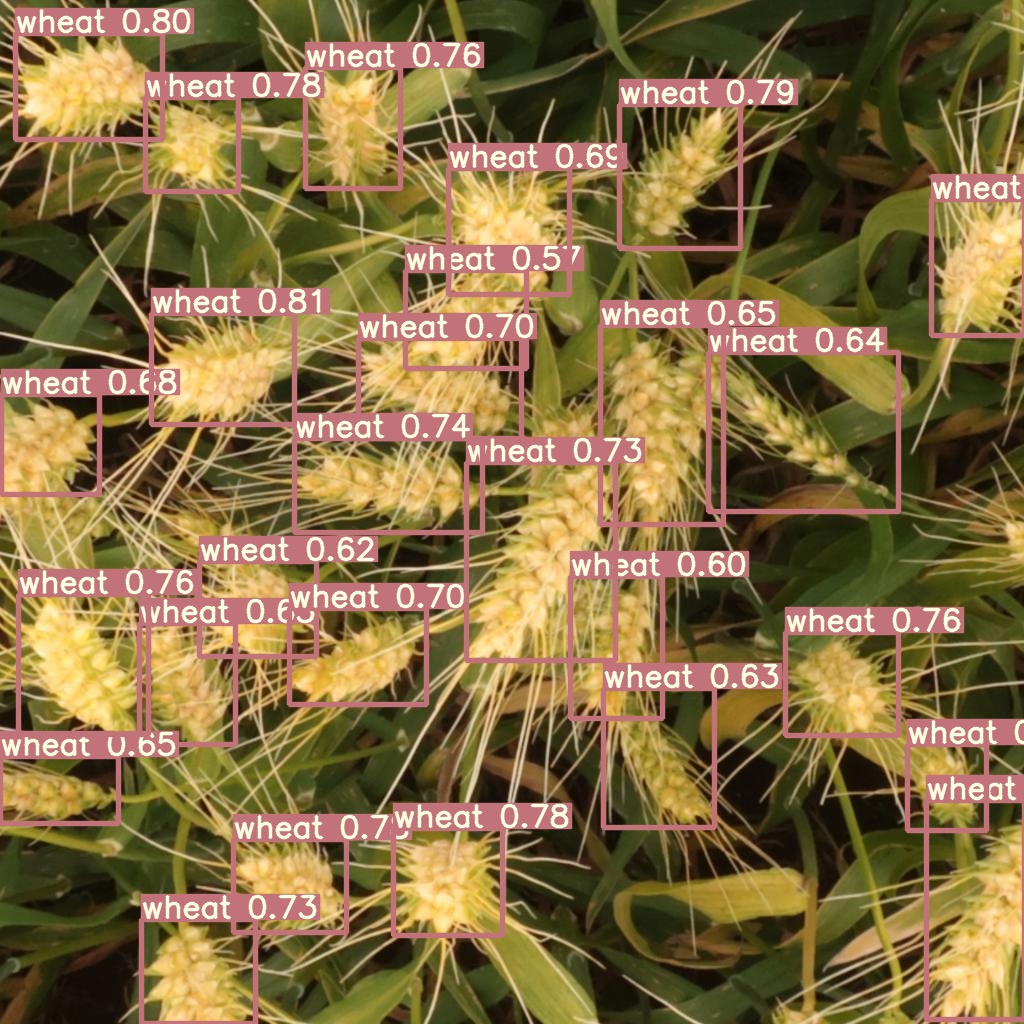 wheat 0.80
wheat 0.76
wheat 0.78
wheat 0.79
wheat 0.69
wheat
wheat 0.57
wheat 0.81
wheat 0.65
wheat 0.70
wheat 0.64
wheat 0.68
wheat 0.74
wheat 0.73
wheat 0.62
wheat 0.60
wheat 0.76
wheat 0.70
wheat
wheat 0.76
wheat 0.63
wheat
wheat 0.65
wheat
wheat 0.78
wheat
wheat 0.73